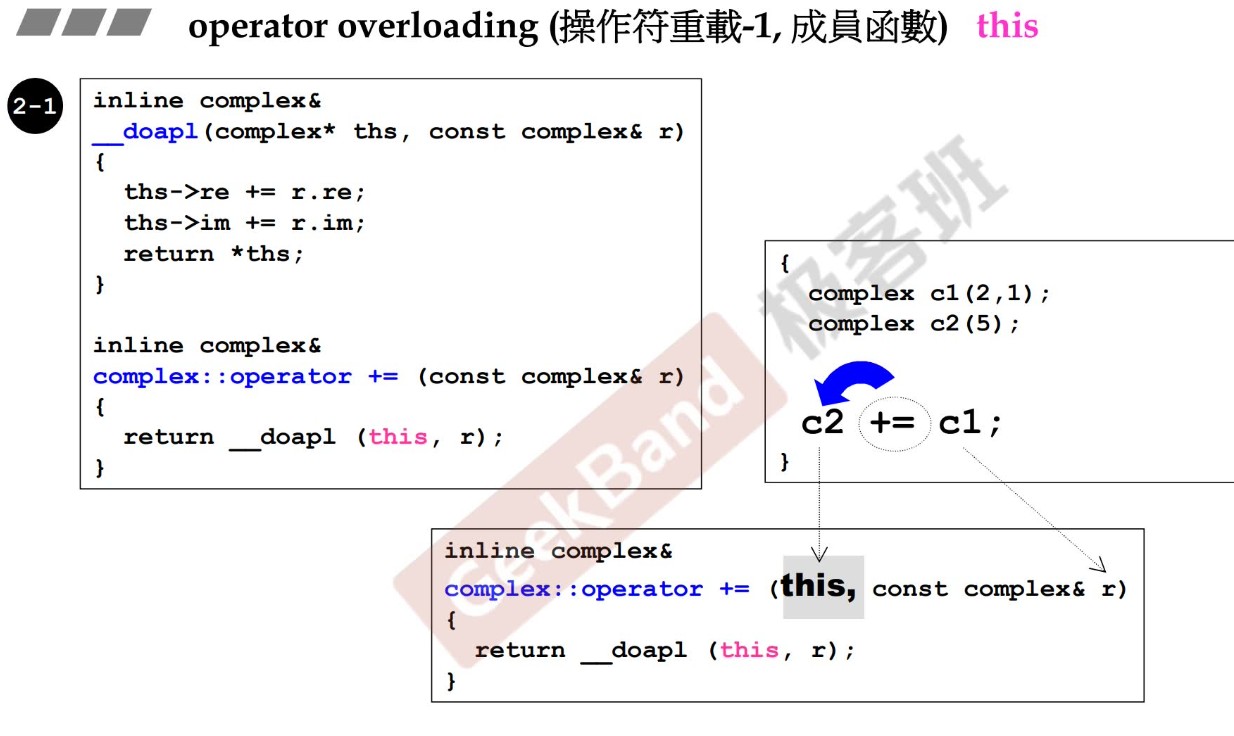 operator overloading (操作符重載-1, 成員函數) this
2-1
inline complex&
__doapl(complex* ths, const complex& r)
{
  ths->re += r.re;
  ths->im += r.im;
  return *ths;
}
inline complex&
complex::operator += (const complex& r)
{
  return __doapl (this, r);
}
{
  complex c1(2,1);
  complex c2(5);
c2 += c1;
}
inline complex&
complex::operator += (this, const complex& r)
{
  return __doapl (this, r);
}
GeekBand 极客班